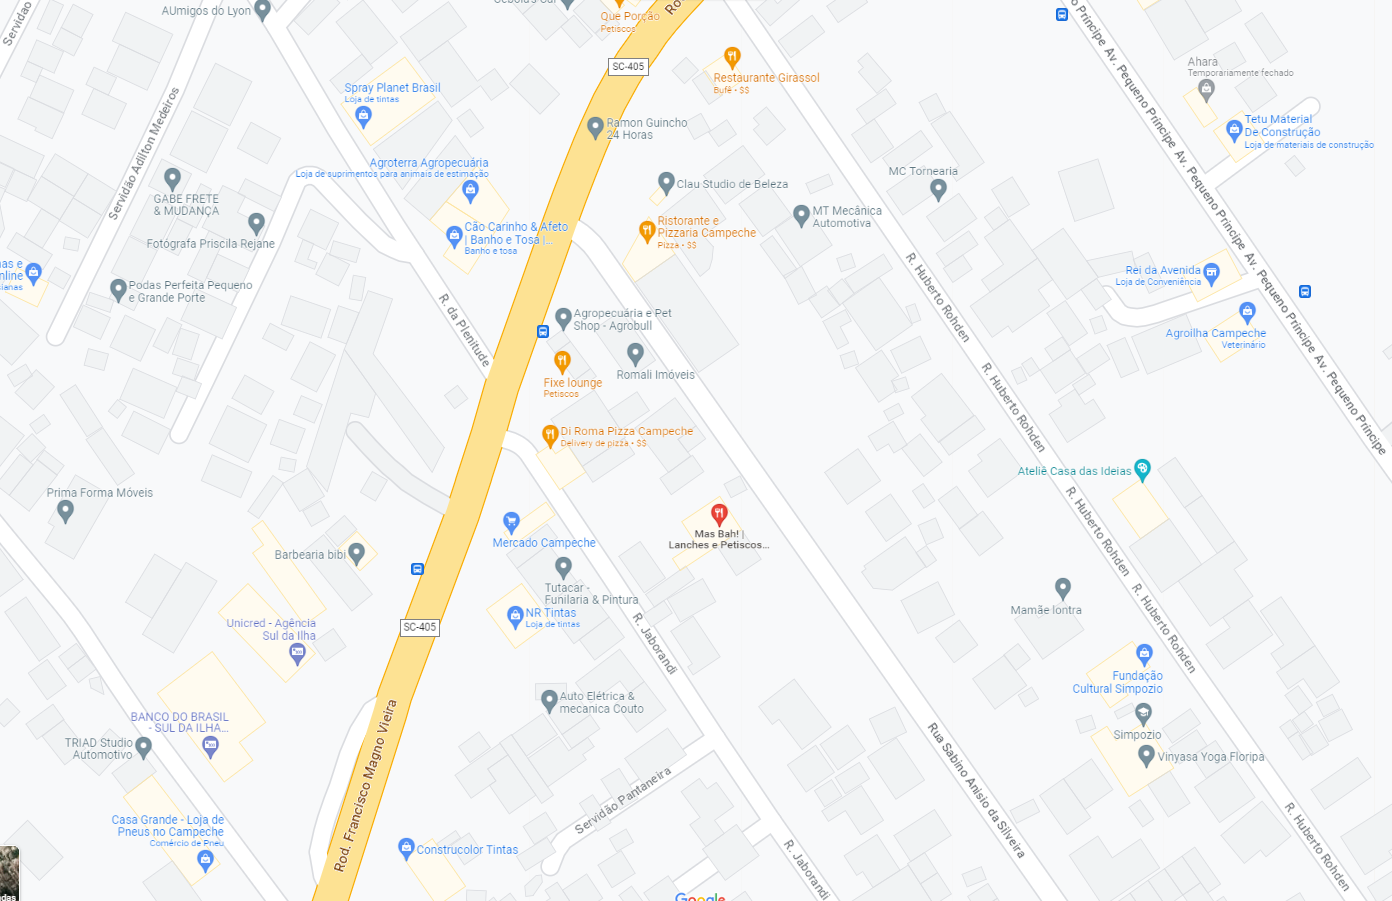 AUmigos do Lyon
Que Porção
Petiscos
SC-405
Restaurante Girassol
Bufê • $$
Ahara
Temporariamente fechado
Tetu Material
De Construção
Loja de materiais de construção
Spray Planet Brasil
Loja de tintas
Ramon Guincho
24 Horas
Servidão Adilton Medeiros
Agroterra Agropecuária
Loja de suprimentos para animais de estimação
Clau Studio de Beleza
MC Tornearia
GABE FRETE
& MUDANÇA
Fotógrafa Priscila Rejane
Cão Carinho & Afeto
| Banho e Tosa |...
Banho e tosa
Ristorante e
Pizzaria Campeche
Pizza • $$
MT Mecânica
Automotiva
Av. Pequeno Príncipe
Av. Pequeno Príncipe
Av. Pequeno Príncipe
Av. Pequeno Príncipe
Podas Perfeita Pequeno
e Grande Porte
R. da Plenitude
Agropecuária e Pet
Shop - Agrobull
R. Huberto Rohden
Rei da Avenida
Loja de Conveniência
Agroilha Campeche
Veterinário
Fixe lounge
Petiscos
Romali Imóveis
R. Huberto Rohden
Di Roma Pizza Campeche
Delivery de pizza • $$
Ateliê Casa das Ideias
Prima Forma Móveis
R. Huberto Rohden
Mercado Campeche
Mas Bah! |
Lanches e Petiscos...
Barbearia bibi
Tutacar -
Funilaria & Pintura
NR Tintas
Loja de tintas
Mamãe lontra
R. Huberto Rohden
Unicred - Agência
Sul da Ilha
SC-405
R. Jaborandi
Fundação
Cultural Simpozio
BANCO DO BRASIL
- SUL DA ILHA...
Auto Elétrica &
mecanica Couto
Simpozio
TRIAD Studio
Automotivo
Vinyasa Yoga Floripa
Rod. Francisco Magno Vieira
Servidão Pantaneira
Rua Sabino Anísio da Silveira
Casa Grande - Loja de
Pneus no Campeche
Comércio de Pneu
Construcolor Tintas
R. Jaborandi
R. Huberto Rohden
Google